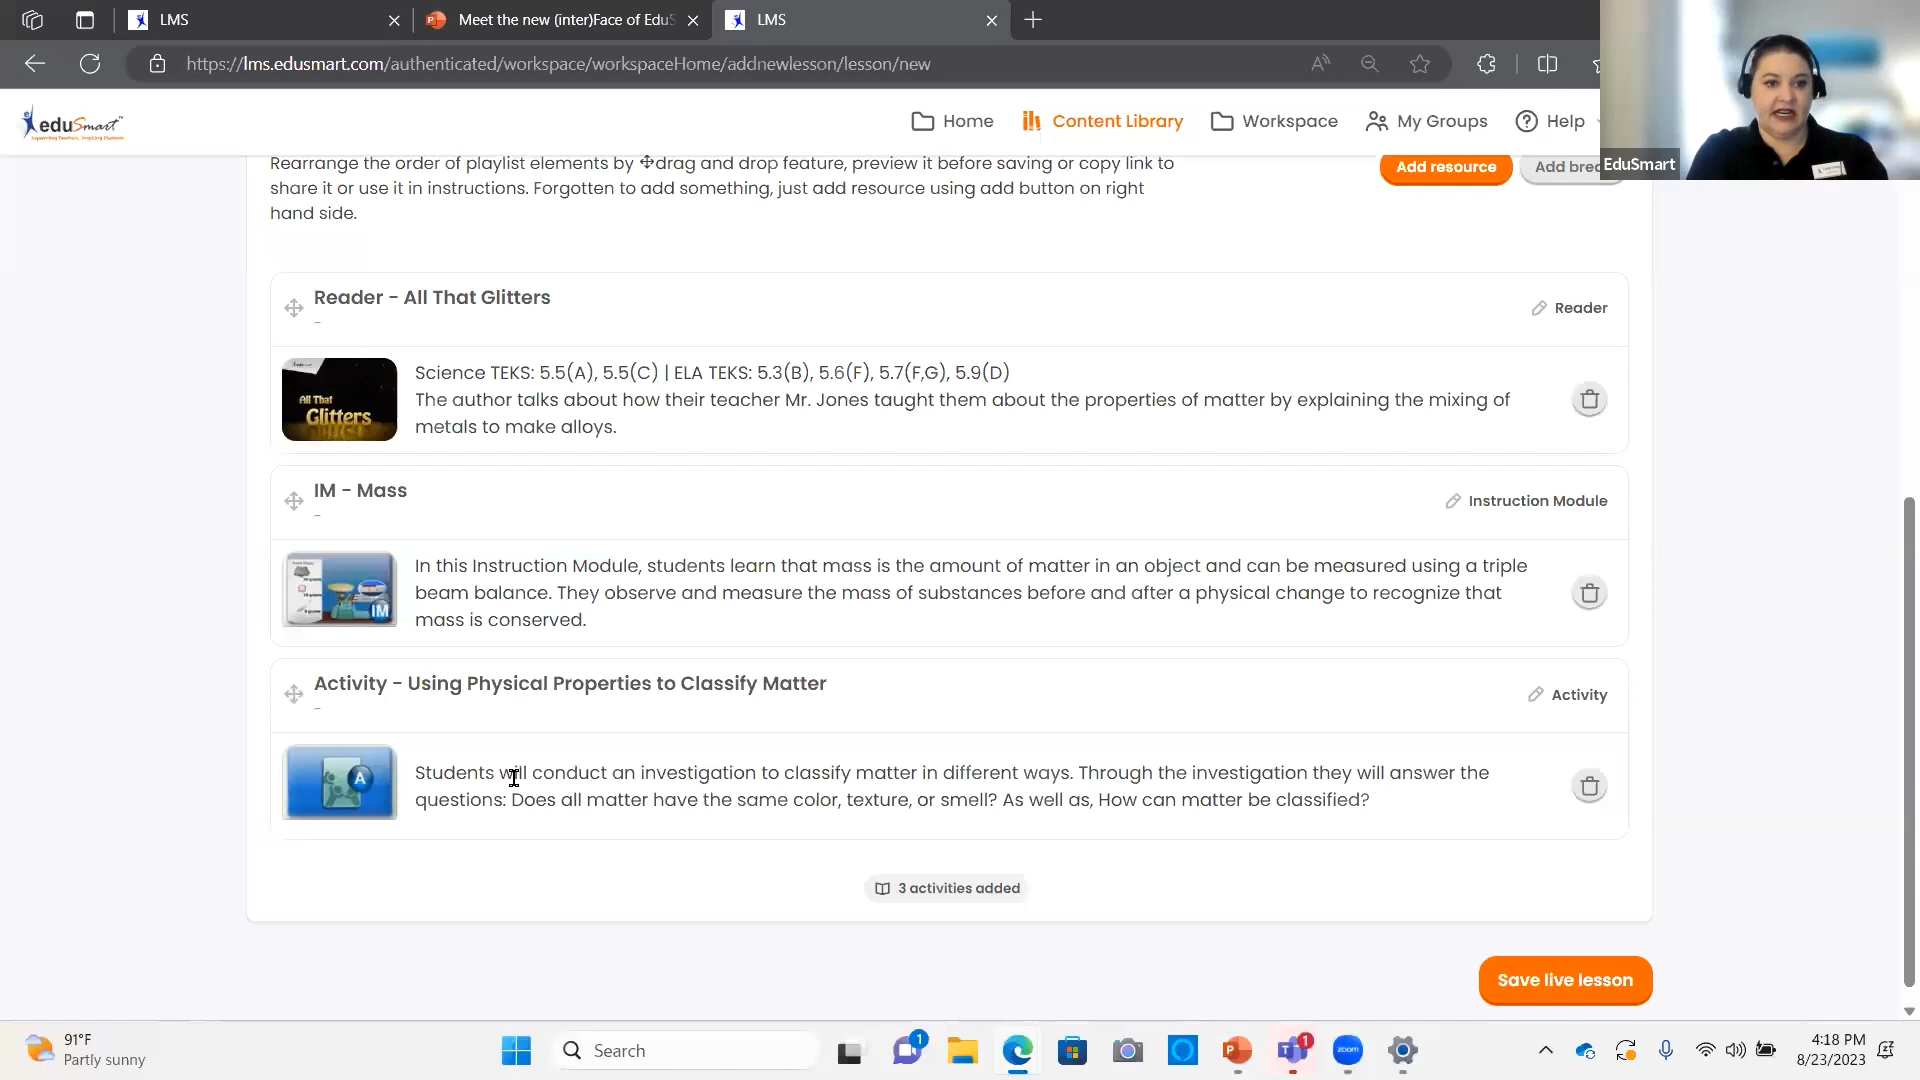 LMS
Meet the new (inter)Face of EduS
LMS
https://lms.edusmart.com/authenticated/workspace/workspaceHome/addnewlesson/lesson/new
eduSmart
Home
Content Library
Workspace
My Groups
Help
EduSmart
Rearrange the order of playlist elements by drag and drop feature, preview it before saving or copy link to
share it or use it in instructions. Forgotten to add something, just add resource using add button on right
hand side.
Add resource
Add brea
Reader - All That Glitters
-
Reader
All That
Glitters
Science TEKS: 5.5(A), 5.5(C) | ELA TEKS: 5.3(B), 5.6(F), 5.7(F,G), 5.9(D)
The author talks about how their teacher Mr. Jones taught them about the properties of matter by explaining the mixing of
metals to make alloys.
IM - Mass
-
Instruction Module
IM
In this Instruction Module, students learn that mass is the amount of matter in an object and can be measured using a triple
beam balance. They observe and measure the mass of substances before and after a physical change to recognize that
mass is conserved.
Activity - Using Physical Properties to Classify Matter
-
Activity
A
Students will conduct an investigation to classify matter in different ways. Through the investigation they will answer the
questions: Does all matter have the same color, texture, or smell? As well as, How can matter be classified?
3 activities added
Save live lesson
91°F
Partly sunny
Search
1
1
zoom
4:18 PM
8/23/2023